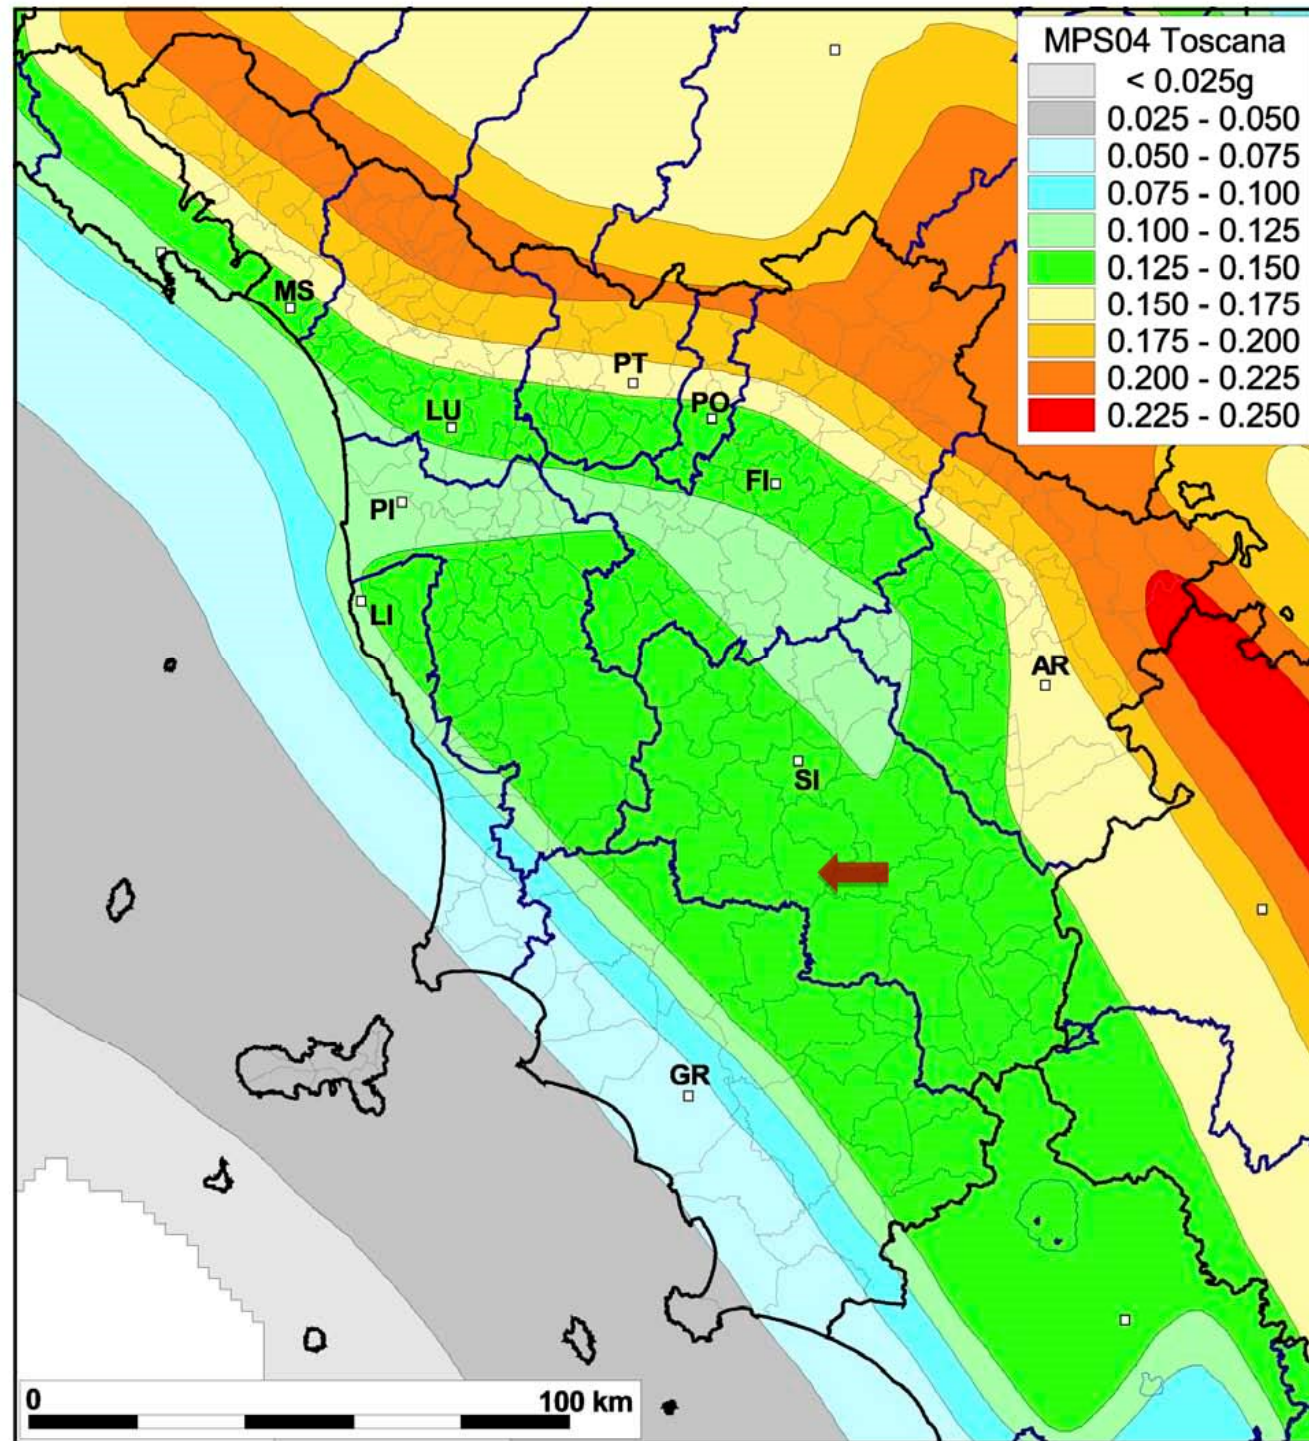 MPS04 Toscana
< 0.025g
0.025 - 0.050
0.050 - 0.075
0.075 - 0.100
0.100 - 0.125
0.125 - 0.150
0.150 - 0.175
0.175 - 0.200
0.200 - 0.225
0.225 - 0.250
MS
PT
LU
PO
FI
PI
LI
AR
SI
GR
0 100 km